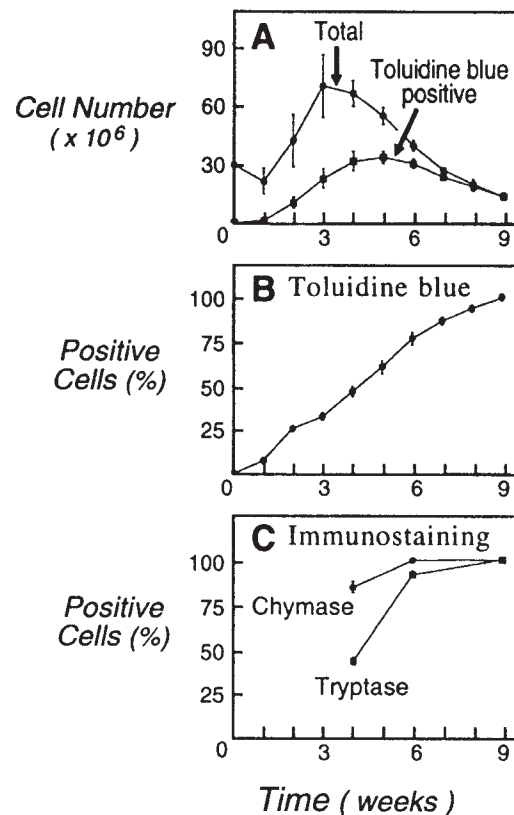 A
Total
Toluidine blue
positive
Cell Number
( x 10⁶ )
90
60
30
0
3
6
9
B Toluidine blue
Positive
Cells (%)
100
75
50
25
0
3
6
9
C Immunostaining
Positive
Cells (%)
100
75
50
25
Chymase
Tryptase
0
3
6
9
Time ( weeks )